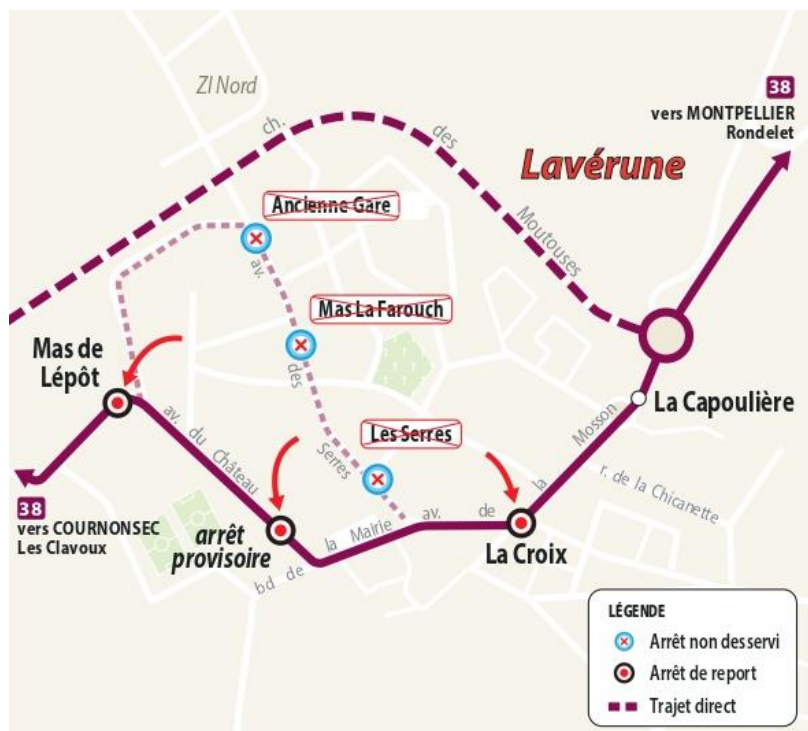 ZI Nord
38
vers MONTPELLIER
Rondelet
ch.
des
Moutouses
Lavérune
Ancienne Gare
av.
Mas La Farouch
des
Mas de
Lépôt
La Capoulière
Les Serres
Serres
av. du Château
Mosson
la
r. de la Chicanette
38
vers COURNONSEC
Les Clavoux
arrêt
provisoire
bd de
la Mairie
av.
de
La Croix
LÉGENDE
Arrêt non desservi
Arrêt de report
Trajet direct